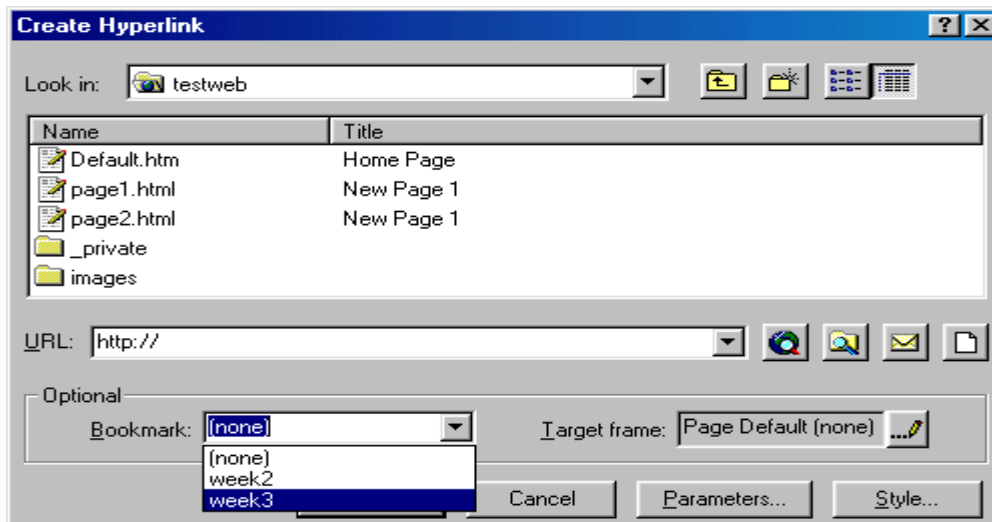 Create Hyperlink
Look in: testweb
Name Title
Default.htm Home Page
page1.html New Page 1
page2.html New Page 1
_private
images
URL: http://
Optional
Bookmark: (none) Target frame: Page Default (none) ...
(none)
week2
week3
Cancel Parameters... Style...